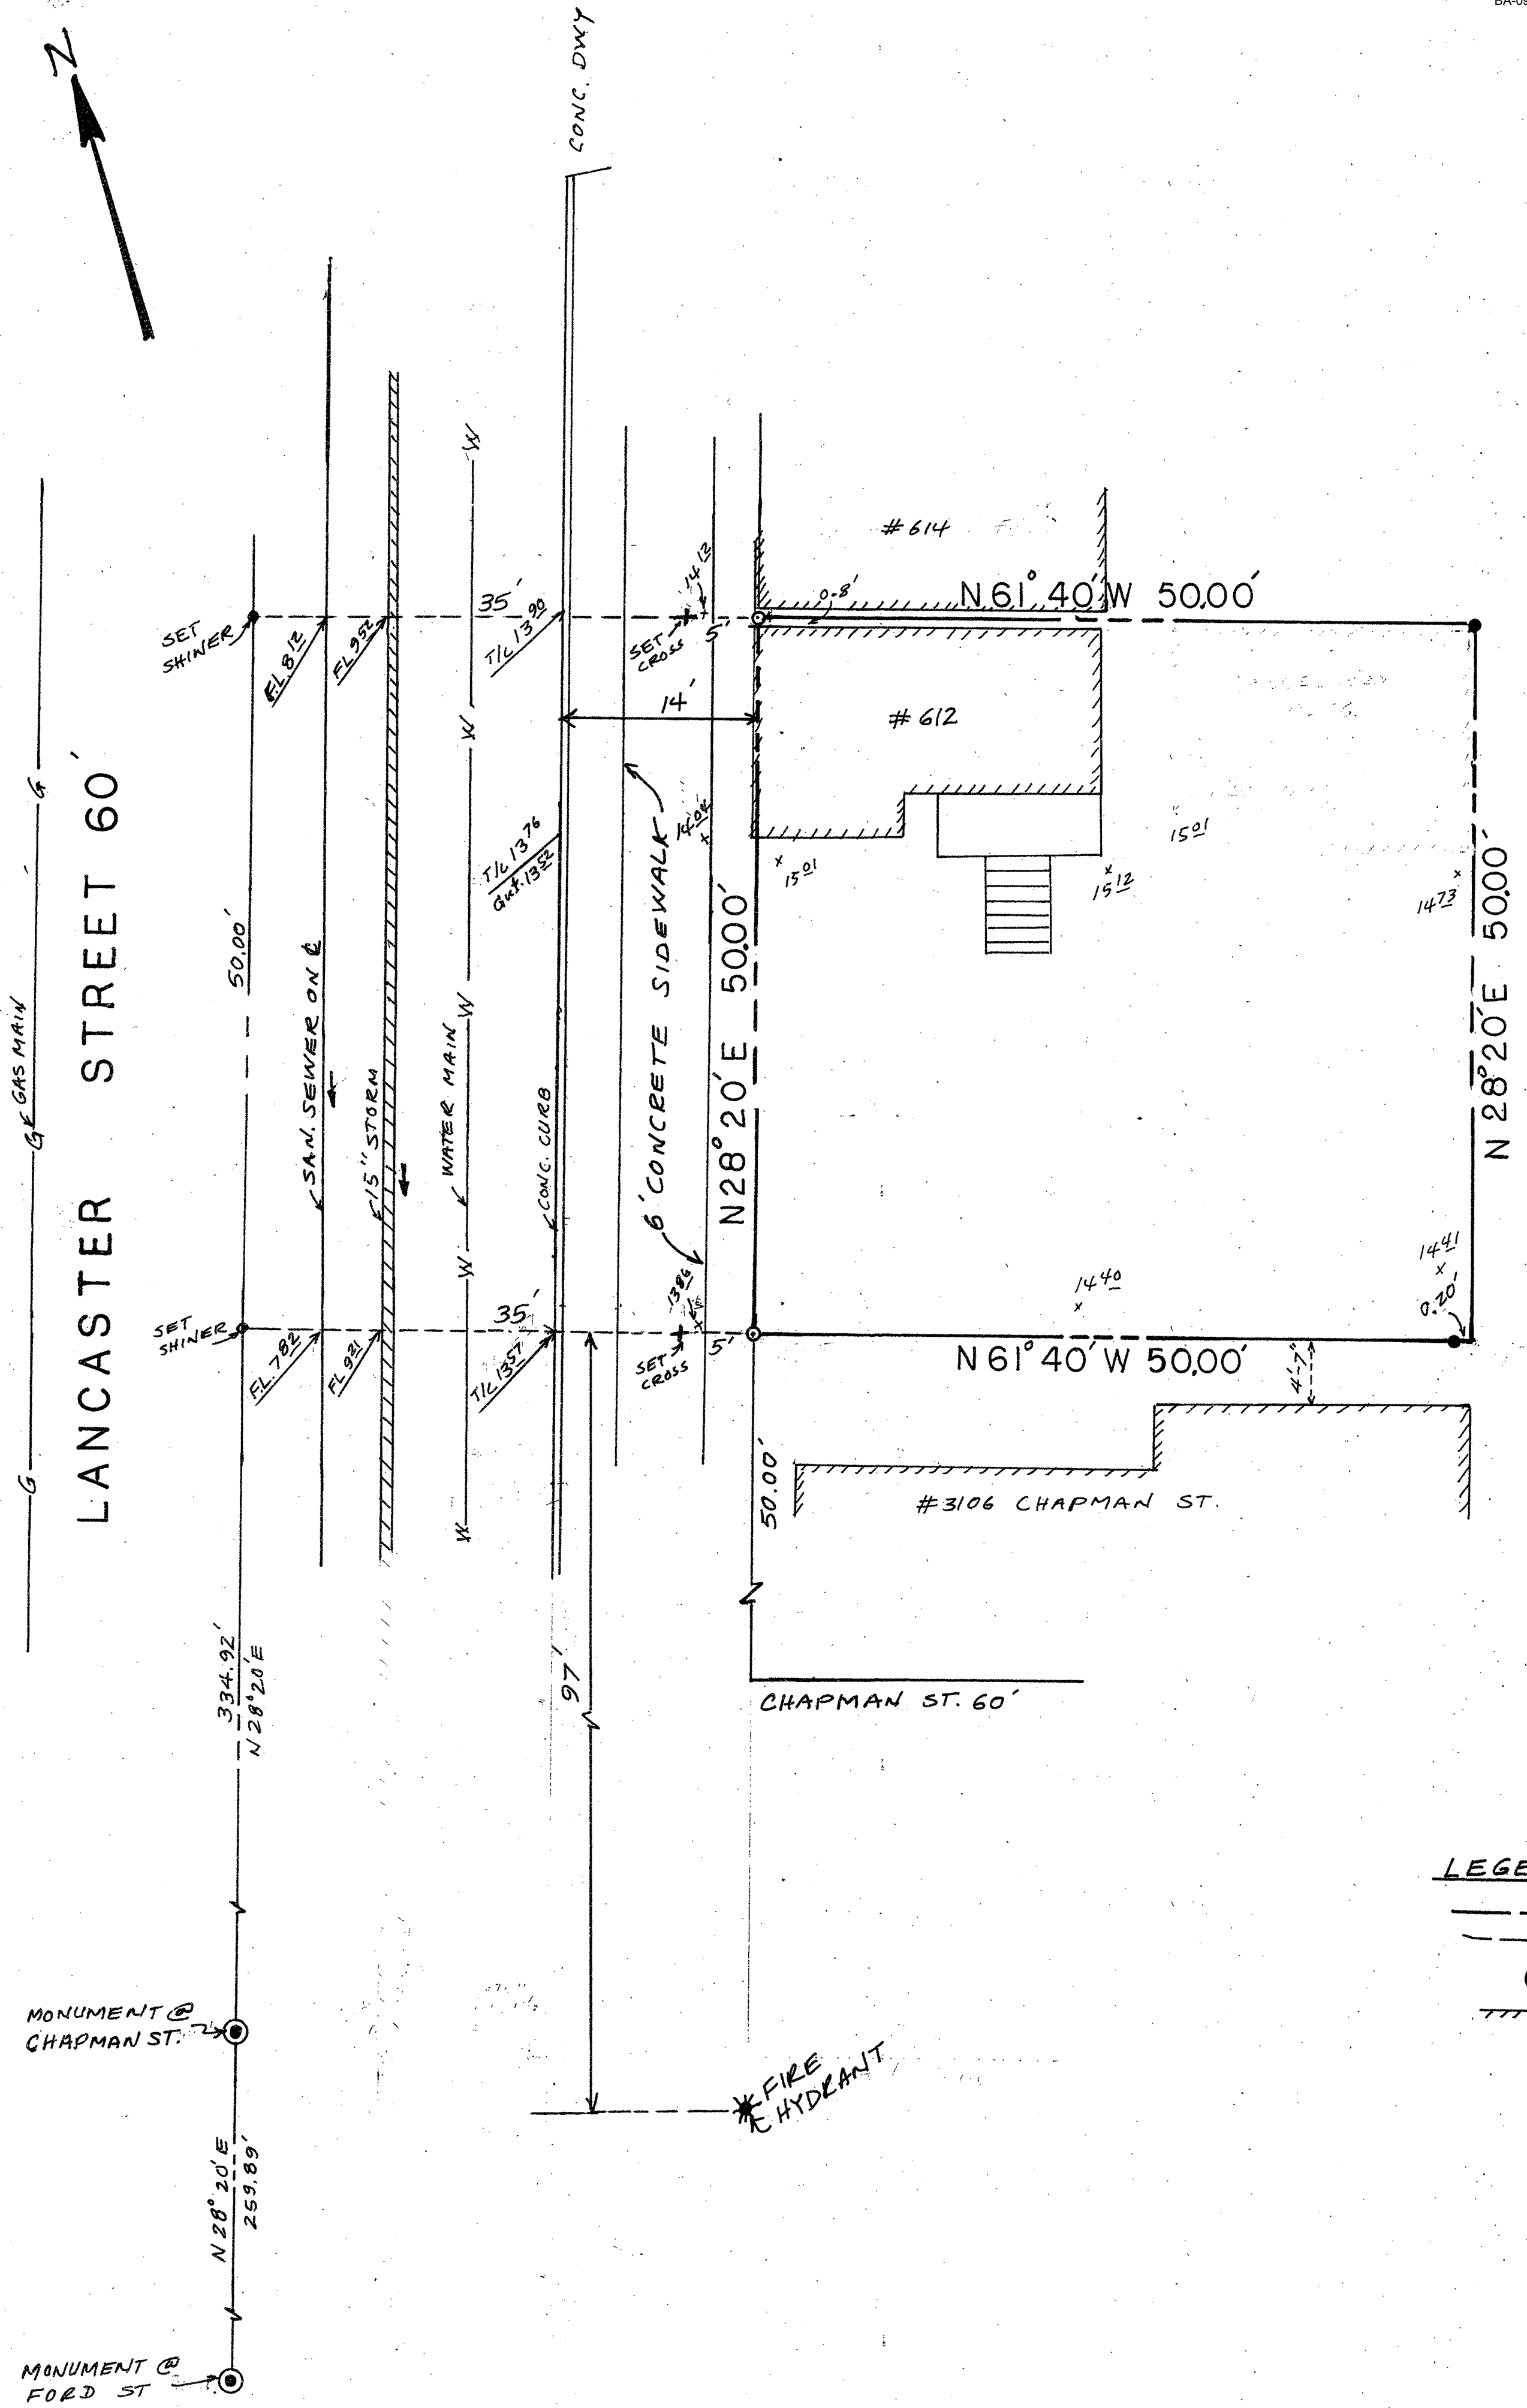 BA-09
N
CONC. DWY
# 614
N 61° 40' W 50.00'
0.8'
35'
14 12
5'
SET
SHINER
F.L. 8 12
FL 9 52
T/C 13 90
SET
CROSS
14'
# 612
14 04
15 01
15 01
15 12
14 73
T/C 13 76
Gut. 13 52
G
G
G
G
GAS MAIN
LANCASTER STREET 60'
50.00'
SAN. SEWER ON ℄
15" STORM
W
W
W
W
W
WATER MAIN
CONC. CURB
6' CONCRETE SIDEWALK
N 28° 20' E 50.00'
N 28° 20' E 50.00'
14 41
0.20'
14 40
13 86
35'
5'
SET
SHINER
F.L. 7 82
FL 9 21
T/C 13 57
SET
CROSS
N 61° 40' W 50.00'
4'-7"
50.00'
#3106 CHAPMAN ST.
334.92'
N 28° 20' E
97'
CHAPMAN ST. 60'
LEGE
MONUMENT @
CHAPMAN ST.
FIRE
HYDRANT
℄
N 28° 20' E
259.89'
MONUMENT @
FORD ST